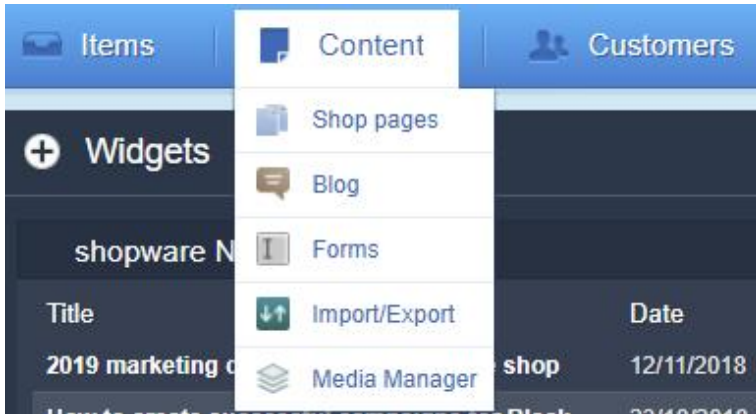 Items Content Customers
Shop pages
Widgets
Blog
shopware N
Forms
Title Import/Export Date
2019 marketing shop 12/11/2018
Media Manager